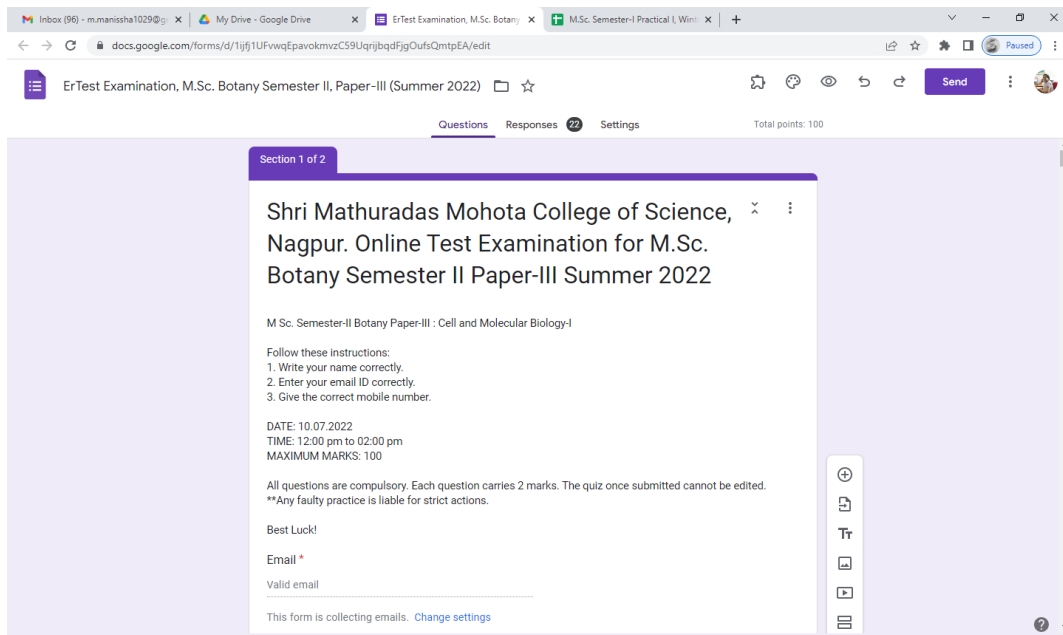 Inbox (96) - m.manissha1029@g
My Drive - Google Drive
ErTest Examination, M.Sc. Botany
M.Sc. Semester-I Practical I, Wint
docs.google.com/forms/d/1ijfj1UFvwqEpavokmvzC59UqrijbqdFjgOufsQmtpEA/edit
Paused
ErTest Examination, M.Sc. Botany Semester II, Paper-III (Summer 2022)
Send
Questions Responses 22 Settings
Total points: 100
Section 1 of 2
Shri Mathuradas Mohota College of Science,
Nagpur. Online Test Examination for M.Sc.
Botany Semester II Paper-III Summer 2022
M Sc. Semester-II Botany Paper-III : Cell and Molecular Biology-I
Follow these instructions:
1. Write your name correctly.
2. Enter your email ID correctly.
3. Give the correct mobile number.
DATE: 10.07.2022
TIME: 12:00 pm to 02:00 pm
MAXIMUM MARKS: 100
All questions are compulsory. Each question carries 2 marks. The quiz once submitted cannot be edited.
**Any faulty practice is liable for strict actions.
Best Luck!
Email *
Valid email
This form is collecting emails. Change settings
Tт